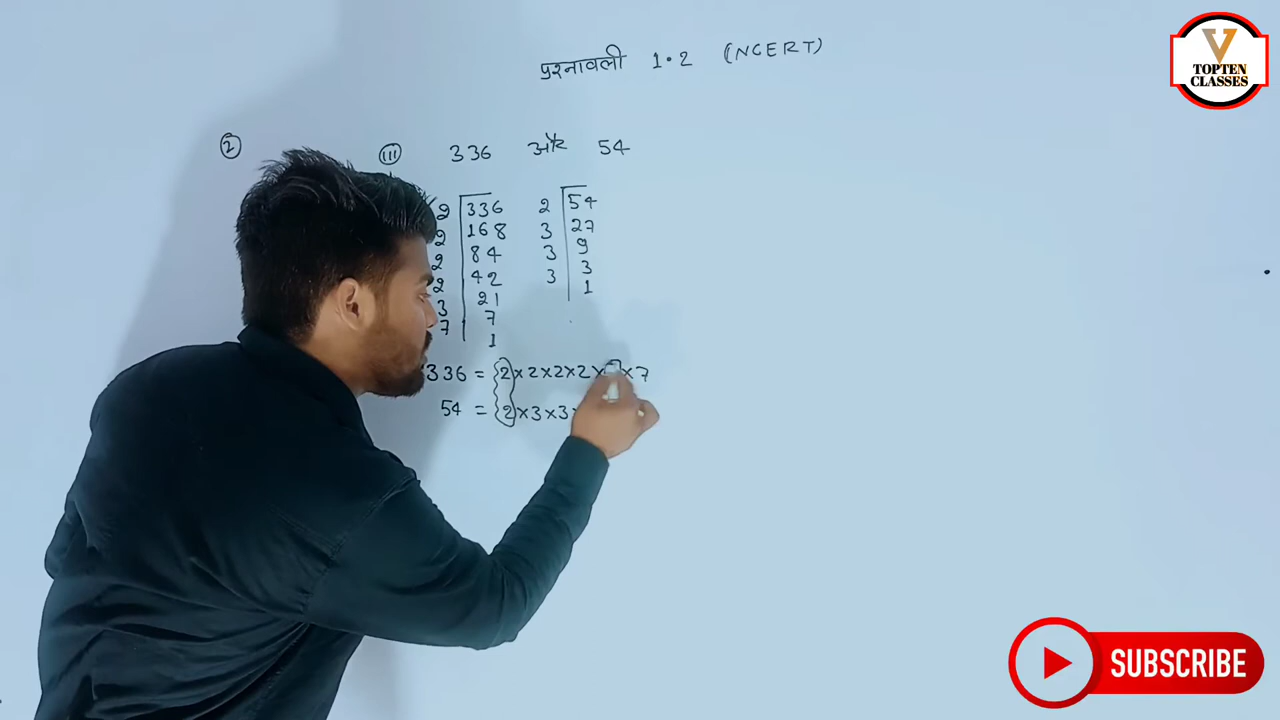 प्रश्नावली 1.2 (NCERT)
V
TOPTEN
CLASSES
2 III 336 और 54
2 336 2 54
2 168 3 27
2 84 3 9
2 42 3 3
3 21 1
7 7
1
336 = 2×2×2×2× ×7
54 = 2×3×3×
SUBSCRIBE